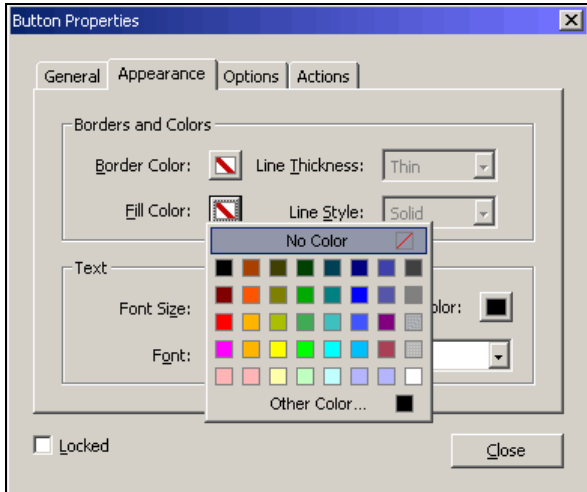 Button Properties
General Appearance Options Actions
Borders and Colors
Border Color: Line Thickness: Thin
Fill Color: Line Style: Solid
No Color
Text
Font Size: olor:
Font:
Other Color...
Locked Close